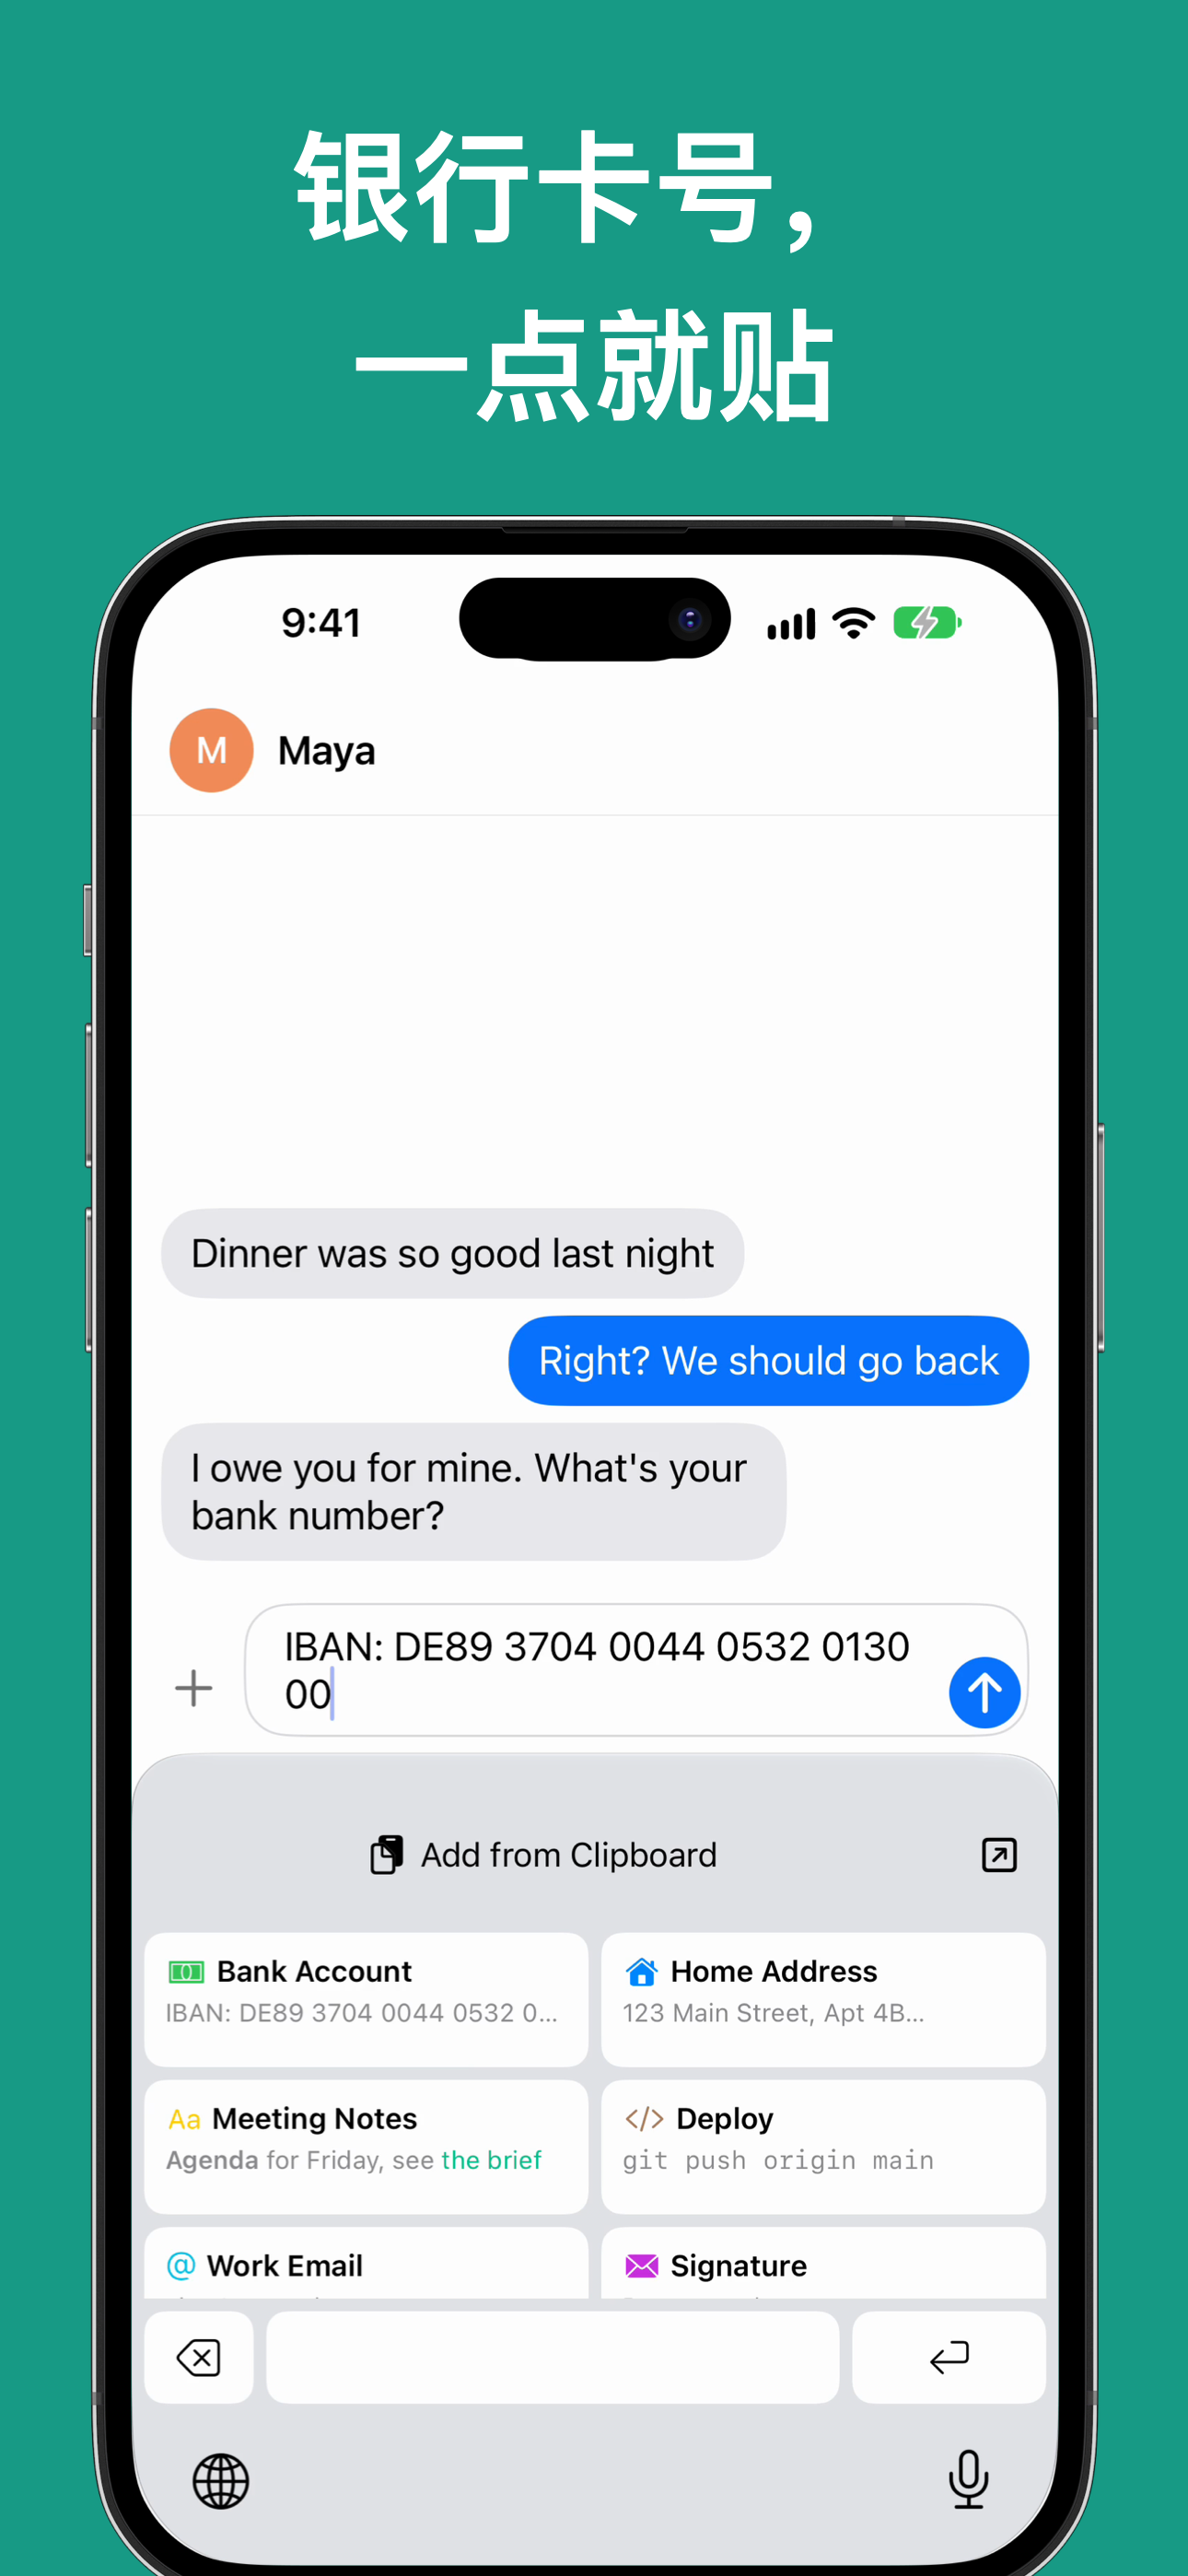 银行卡号，
一点就贴
9:41
M
Maya
Dinner was so good last night
Right? We should go back
I owe you for mine. What's your
bank number?
IBAN: DE89 3704 0044 0532 0130
00
Add from Clipboard
Bank Account
IBAN: DE89 3704 0044 0532 0...
Home Address
123 Main Street, Apt 4B...
Aa Meeting Notes
Agenda for Friday, see the brief
</> Deploy
git push origin main
@ Work Email
Signature